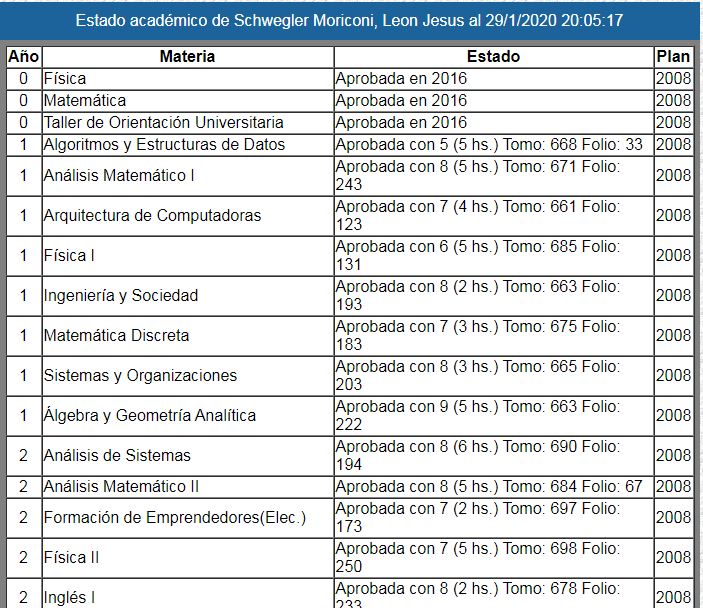 Estado académico de Schwegler Moriconi, Leon Jesus al 29/1/2020 20:05:17
Año Materia Estado Plan
0 Física Aprobada en 2016 2008
0 Matemática Aprobada en 2016 2008
0 Taller de Orientación Universitaria Aprobada en 2016 2008
1 Algoritmos y Estructuras de Datos Aprobada con 5 (5 hs.) Tomo: 668 Folio: 33 2008
1 Análisis Matemático I Aprobada con 8 (5 hs.) Tomo: 671 Folio: 2008
243
1 Arquitectura de Computadoras Aprobada con 7 (4 hs.) Tomo: 661 Folio: 2008
123
1 Física I Aprobada con 6 (5 hs.) Tomo: 685 Folio: 2008
131
1 Ingeniería y Sociedad Aprobada con 8 (2 hs.) Tomo: 663 Folio: 2008
193
1 Matemática Discreta Aprobada con 7 (3 hs.) Tomo: 675 Folio: 2008
183
1 Sistemas y Organizaciones Aprobada con 8 (3 hs.) Tomo: 665 Folio: 2008
203
1 Álgebra y Geometría Analítica Aprobada con 9 (5 hs.) Tomo: 663 Folio: 2008
222
2 Análisis de Sistemas Aprobada con 8 (6 hs.) Tomo: 690 Folio: 2008
194
2 Análisis Matemático II Aprobada con 8 (5 hs.) Tomo: 684 Folio: 67 2008
2 Formación de Emprendedores(Elec.) Aprobada con 7 (2 hs.) Tomo: 697 Folio: 2008
173
2 Física II Aprobada con 7 (5 hs.) Tomo: 698 Folio: 2008
250
2 Inglés I Aprobada con 8 (2 hs.) Tomo: 678 Folio: 2008
233